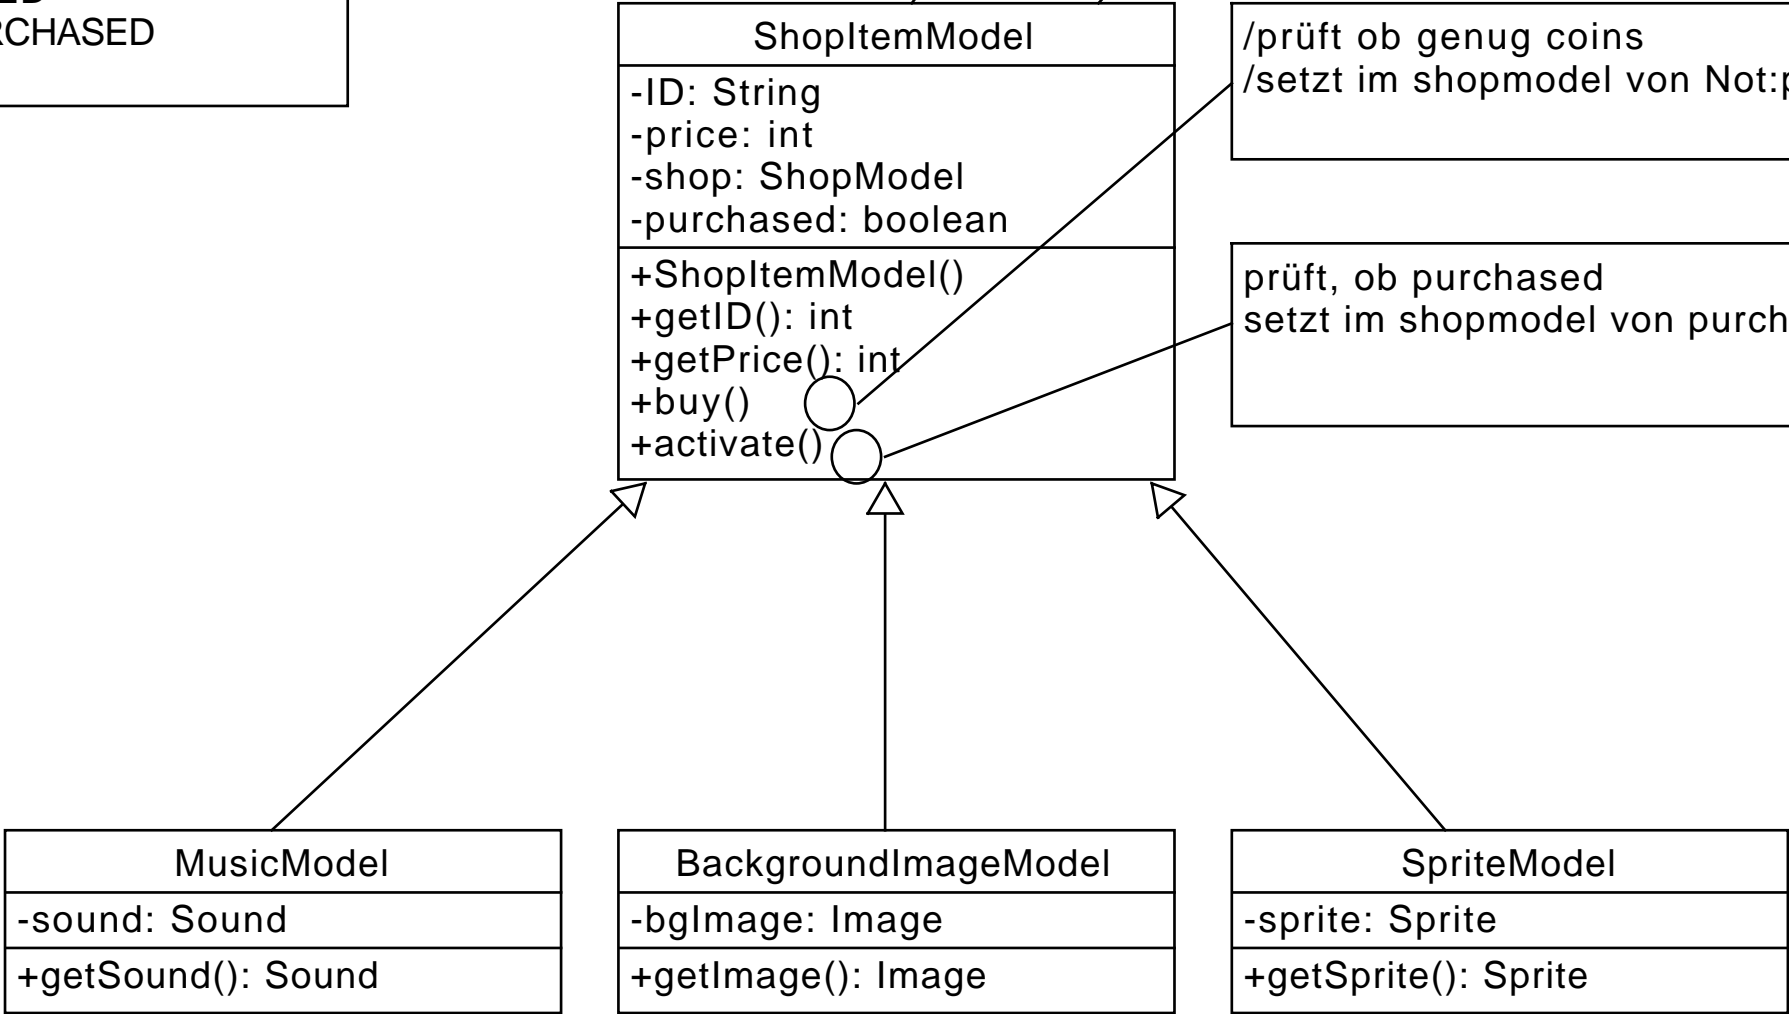 RCHASED
ShopItemModel
-ID: String
-price: int
-shop: ShopModel
-purchased: boolean
+ShopItemModel()
+getID(): int
+getPrice(): int
+buy()
+activate()
/prüft ob genug coins
/setzt im shopmodel von Not:p
prüft, ob purchased
setzt im shopmodel von purch
MusicModel
-sound: Sound
+getSound(): Sound
BackgroundImageModel
-bgImage: Image
+getImage(): Image
SpriteModel
-sprite: Sprite
+getSprite(): Sprite